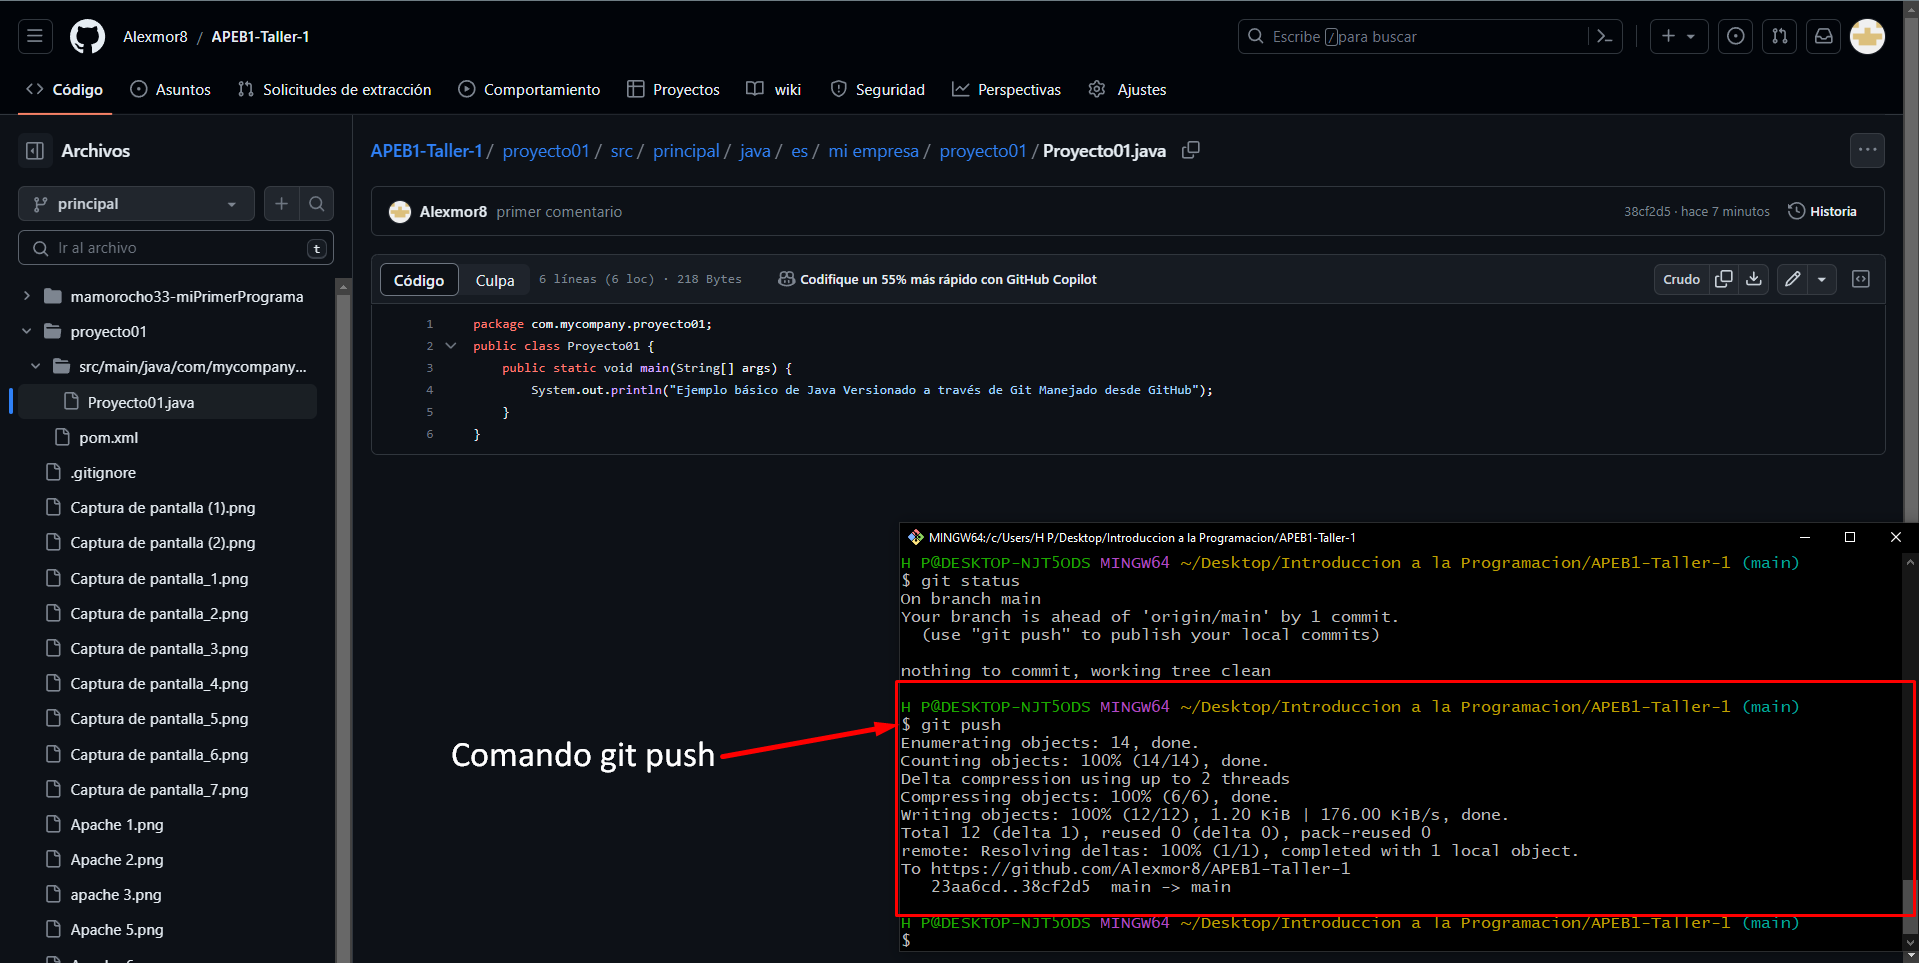 Alexmor8 / APEB1-Taller-1
Escribe / para buscar
Código
Asuntos
Solicitudes de extracción
Comportamiento
Proyectos
wiki
Seguridad
Perspectivas
Ajustes
Archivos
principal
Ir al archivo
t
mamorocho33-miPrimerPrograma
proyecto01
src/main/java/com/mycompany...
Proyecto01.java
pom.xml
.gitignore
Captura de pantalla (1).png
Captura de pantalla (2).png
Captura de pantalla_1.png
Captura de pantalla_2.png
Captura de pantalla_3.png
Captura de pantalla_4.png
Captura de pantalla_5.png
Captura de pantalla_6.png
Captura de pantalla_7.png
Apache 1.png
Apache 2.png
apache 3.png
Apache 5.png
APEB1-Taller-1 / proyecto01 / src / principal / java / es / mi empresa / proyecto01 / Proyecto01.java
Alexmor8 primer comentario
38cf2d5 · hace 7 minutos
Historia
Código
Culpa
6 líneas (6 loc) · 218 Bytes
Codifique un 55% más rápido con GitHub Copilot
Crudo
1 package com.mycompany.proyecto01;
2 public class Proyecto01 {
3 public static void main(String[] args) {
4 System.out.println("Ejemplo básico de Java Versionado a través de Git Manejado desde GitHub");
5 }
6 }
Comando git push
MINGW64:/c/Users/H P/Desktop/Introduccion a la Programacion/APEB1-Taller-1
H P@DESKTOP-NJT5ODS MINGW64 ~/Desktop/Introduccion a la Programacion/APEB1-Taller-1 (main)
$ git status
On branch main
Your branch is ahead of 'origin/main' by 1 commit.
(use "git push" to publish your local commits)
nothing to commit, working tree clean
H P@DESKTOP-NJT5ODS MINGW64 ~/Desktop/Introduccion a la Programacion/APEB1-Taller-1 (main)
$ git push
Enumerating objects: 14, done.
Counting objects: 100% (14/14), done.
Delta compression using up to 2 threads
Compressing objects: 100% (6/6), done.
Writing objects: 100% (12/12), 1.20 KiB | 176.00 KiB/s, done.
Total 12 (delta 1), reused 0 (delta 0), pack-reused 0
remote: Resolving deltas: 100% (1/1), completed with 1 local object.
To https://github.com/Alexmor8/APEB1-Taller-1
23aa6cd..38cf2d5 main -> main
H P@DESKTOP-NJT5ODS MINGW64 ~/Desktop/Introduccion a la Programacion/APEB1-Taller-1 (main)
$